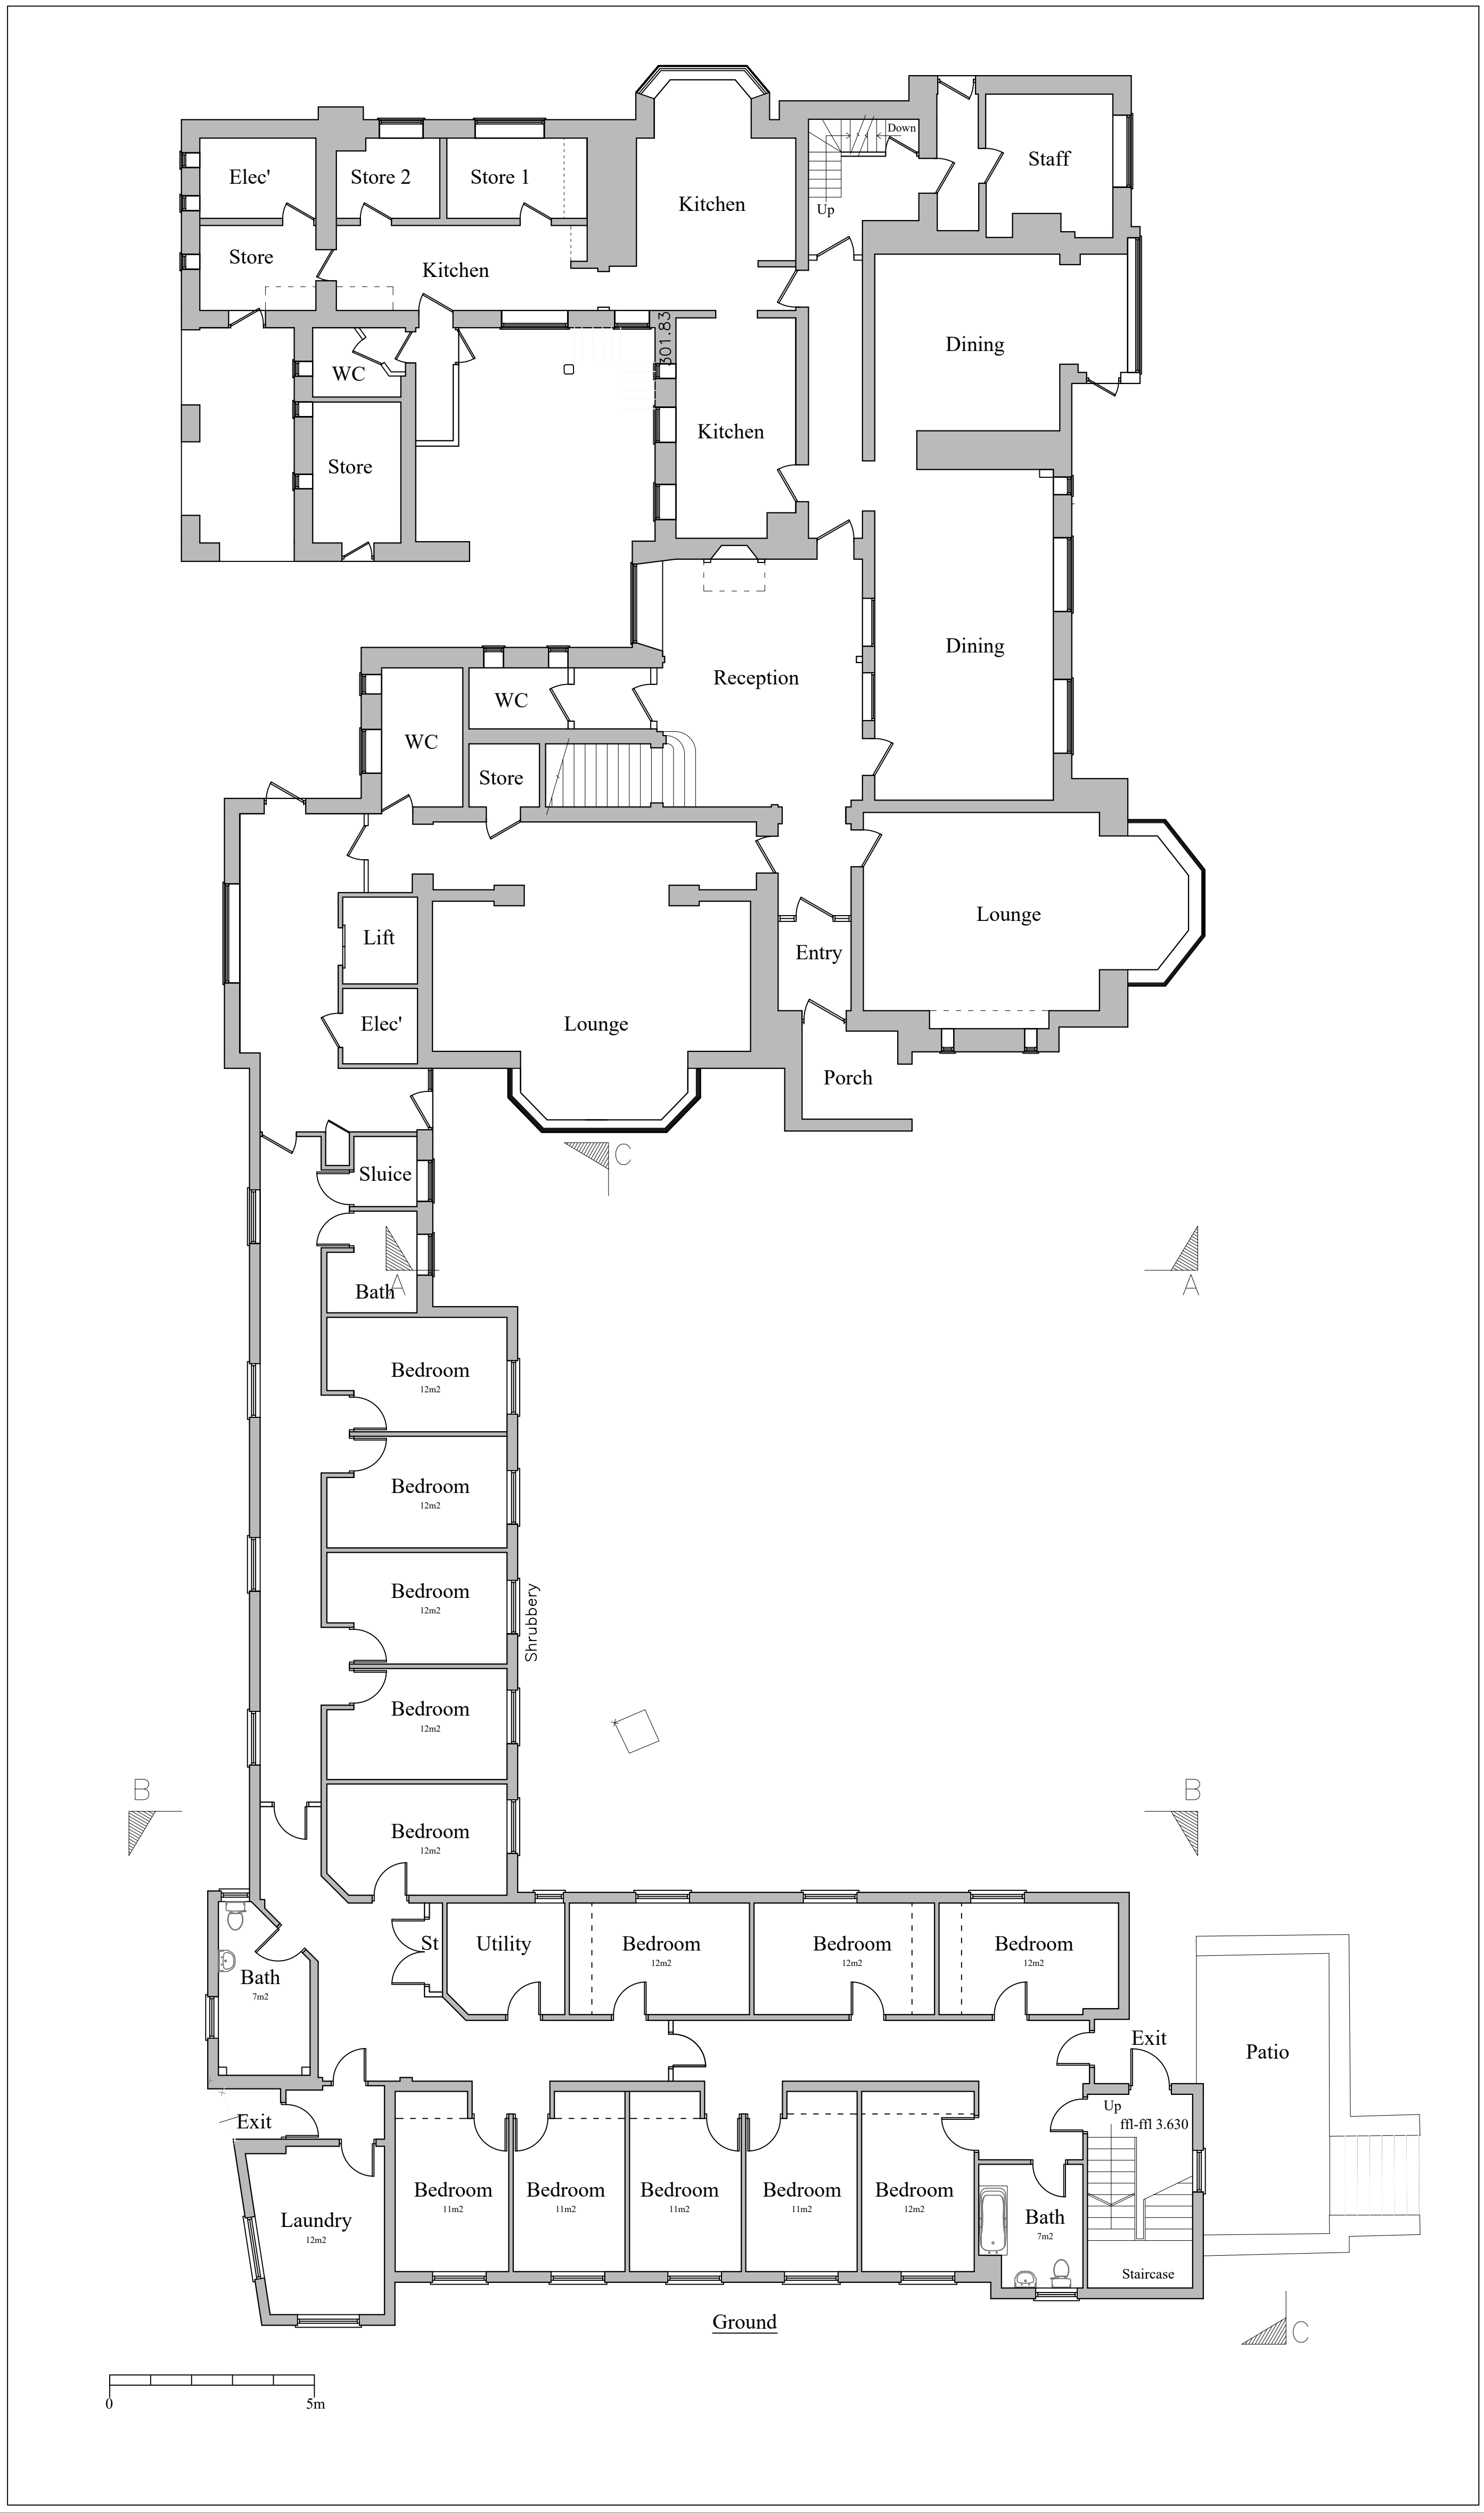 Down
Staff
Elec'
Store 2
Store 1
Kitchen
Up
Store
Kitchen
301.83
Dining
WC
Kitchen
Store
Dining
Reception
WC
WC
Store
Lounge
Lift
Entry
Elec'
Lounge
Porch
C
Sluice
A
A
Bath
Bedroom
12m2
Bedroom
12m2
Bedroom
12m2
Shrubbery
Bedroom
12m2
B
B
Bedroom
12m2
St
Utility
Bedroom
12m2
Bedroom
12m2
Bedroom
12m2
Bath
7m2
Exit
Patio
Exit
Up
ffl-ffl 3.630
Bedroom
11m2
Bedroom
11m2
Bedroom
11m2
Bedroom
11m2
Bedroom
12m2
Laundry
12m2
Bath
7m2
Staircase
Ground
C
0
5m